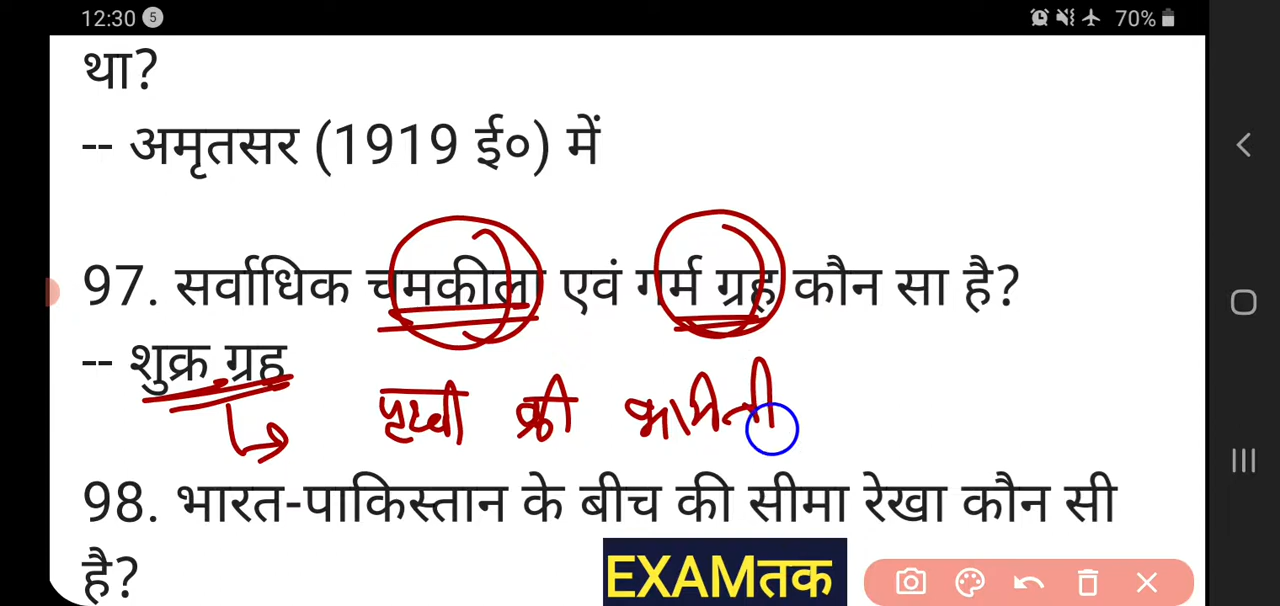 12:30 5 70%
था?
-- अमृतसर (1919 ई०) में
97. सर्वाधिक चमकीला एवं गर्म ग्रह कौन सा है?
-- शुक्र ग्रह
पृथ्वी की
98. भारत-पाकिस्तान के बीच की सीमा रेखा कौन सी
है?
EXAMतक